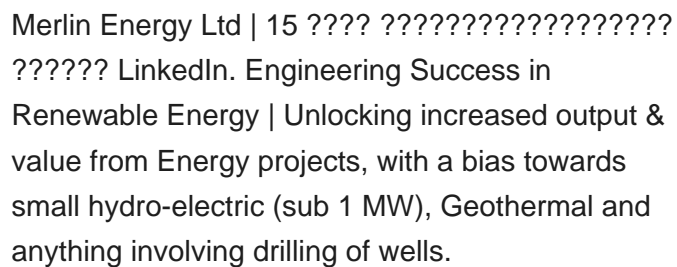 Merlin Energy Ltd | 15 ???? ??????????????????
?????? LinkedIn. Engineering Success in
Renewable Energy | Unlocking increased output &
value from Energy projects, with a bias towards
small hydro-electric (sub 1 MW), Geothermal and
anything involving drilling of wells.